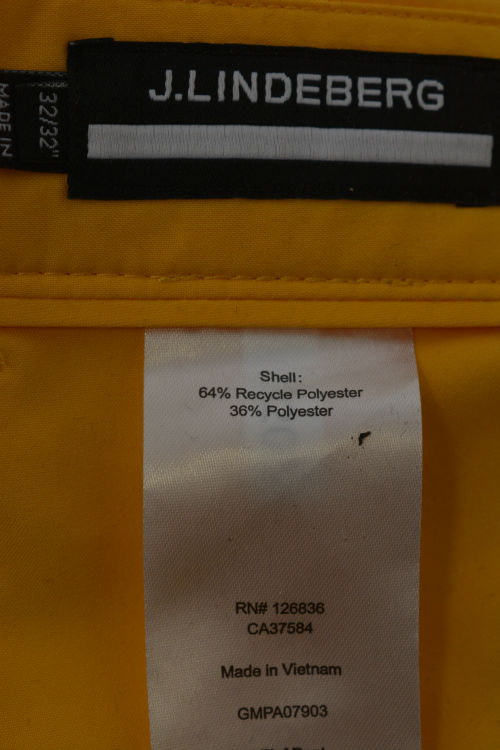 J.LINDEBERG
32/32"
MADE IN
Shell:
64% Recycle Polyester
36% Polyester
RN# 126836
CA37584
Made in Vietnam
GMPA07903